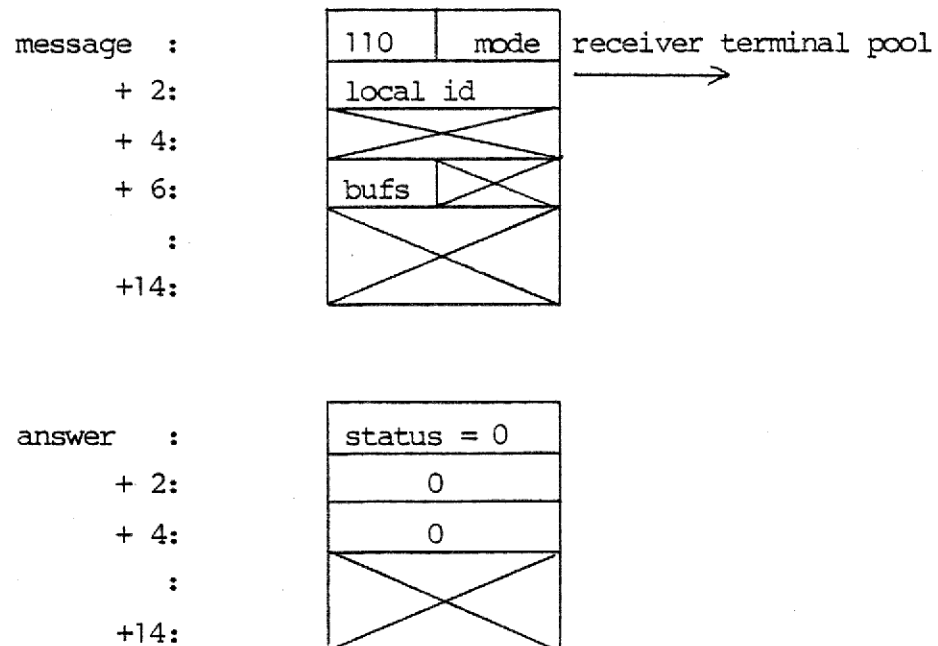 message : 110 mode receiver terminal pool
+ 2: local id
+ 4:
+ 6: bufs
:
+14:
answer : status = 0
+ 2: 0
+ 4: 0
:
+14: